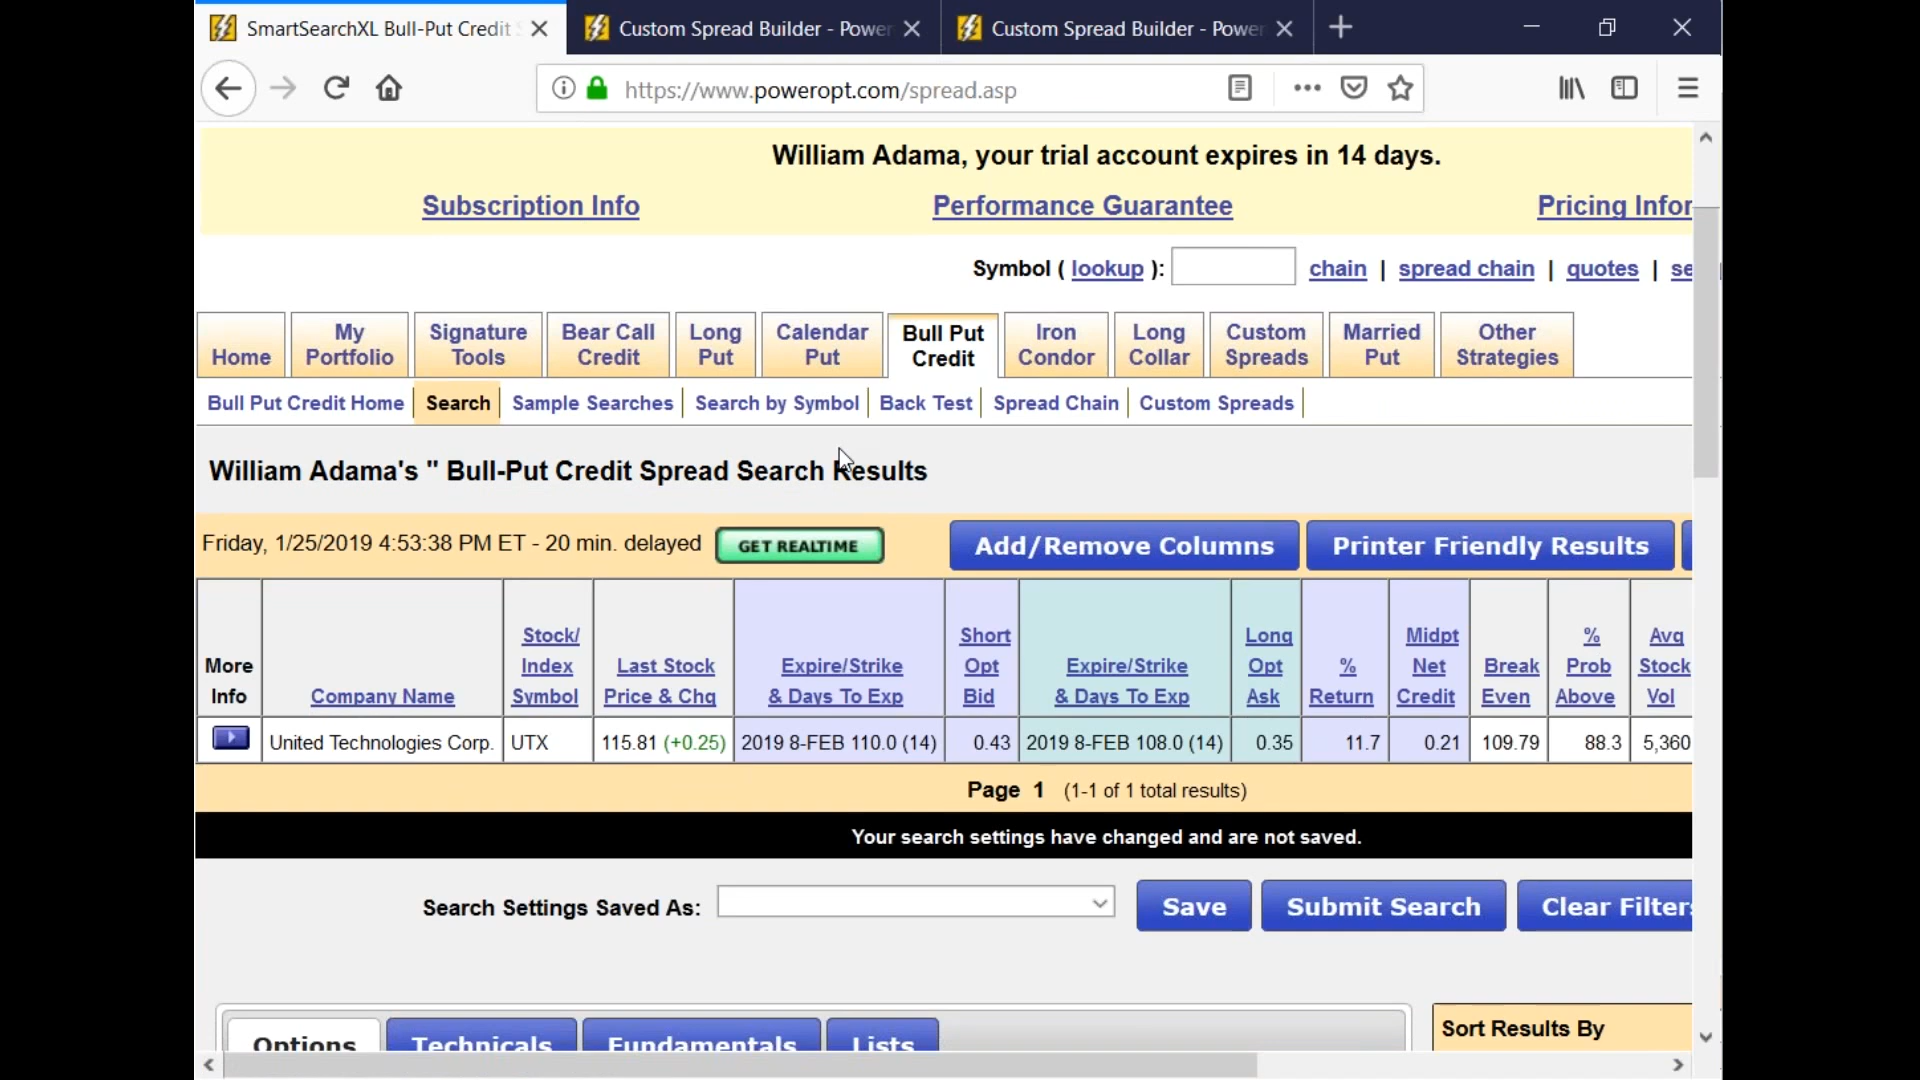 SmartSearchXL Bull-Put Credit S
Custom Spread Builder - Power
Custom Spread Builder - Power
https://www.poweropt.com/spread.asp
William Adama, your trial account expires in 14 days.
Subscription Info Performance Guarantee Pricing Infor
Symbol ( lookup ): chain | spread chain | quotes | se
Home
My Portfolio
Signature Tools
Bear Call Credit
Long Put
Calendar Put
Bull Put Credit
Iron Condor
Long Collar
Custom Spreads
Married Put
Other Strategies
Bull Put Credit Home Search Sample Searches Search by Symbol Back Test Spread Chain Custom Spreads
William Adama's " Bull-Put Credit Spread Search Results
Friday, 1/25/2019 4:53:38 PM ET - 20 min. delayed GET REALTIME Add/Remove Columns Printer Friendly Results
More Info
Company Name
Stock/ Index Symbol
Last Stock Price & Chg
Expire/Strike & Days To Exp
Short Opt Bid
Expire/Strike & Days To Exp
Long Opt Ask
% Return
Midpt Net Credit
Break Even
% Prob Above
Avg Stock Vol
United Technologies Corp. UTX 115.81 (+0.25) 2019 8-FEB 110.0 (14) 0.43 2019 8-FEB 108.0 (14) 0.35 11.7 0.21 109.79 88.3 5,360
Page 1 (1-1 of 1 total results)
Your search settings have changed and are not saved.
Search Settings Saved As: Save Submit Search Clear Filters
Options Technicals Fundamentals Lists Sort Results By